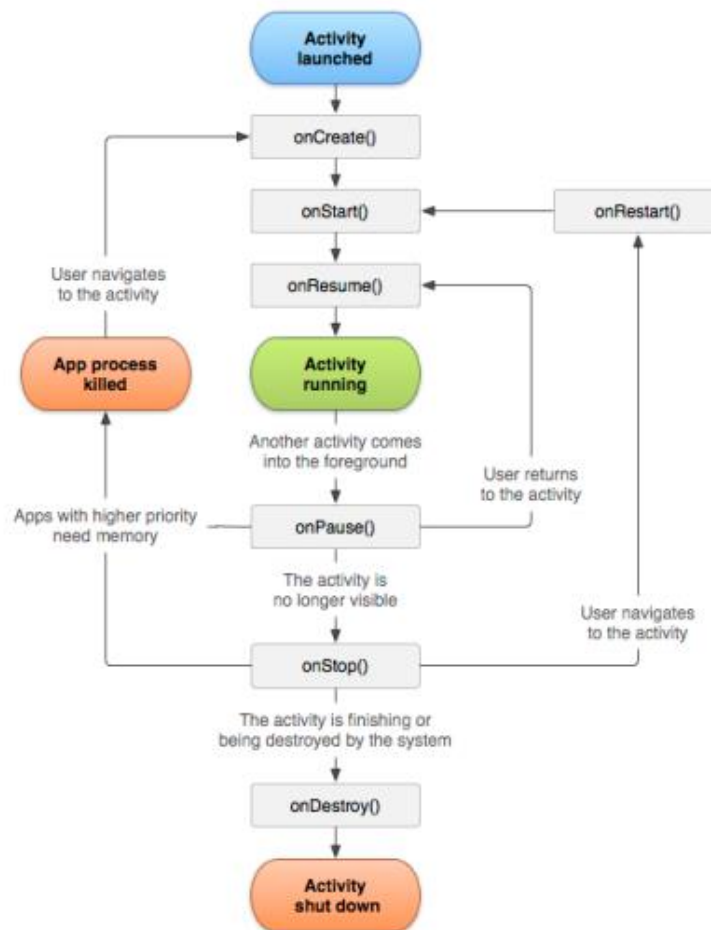 Activity
launched
onCreate()
onStart()
onRestart()
onResume()
User navigates
to the activity
App process
killed
Activity
running
Another activity comes
into the foreground
User returns
to the activity
Apps with higher priority
need memory
onPause()
The activity is
no longer visible
User navigates
to the activity
onStop()
The activity is finishing or
being destroyed by the system
onDestroy()
Activity
shut down